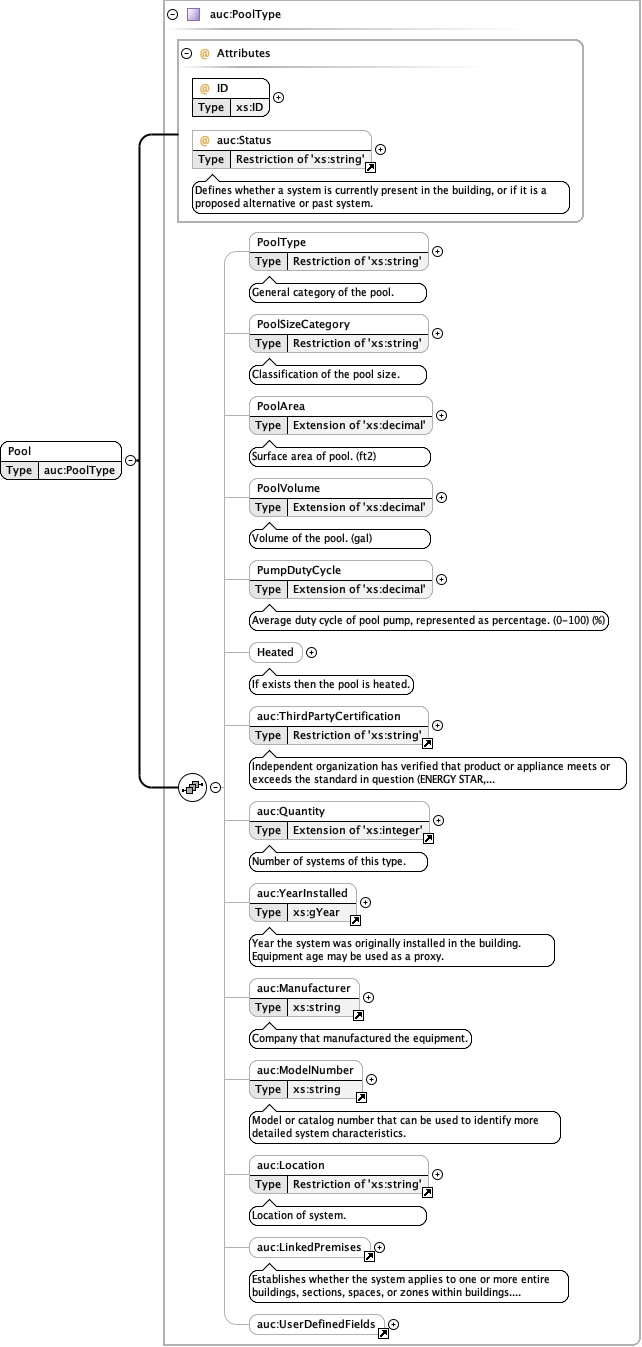 auc:PoolType
@ Attributes
@ ID
Type xs:ID
@ auc:Status
Type Restriction of 'xs:string'
Defines whether a system is currently present in the building, or if it is a
proposed alternative or past system.
PoolType
Type Restriction of 'xs:string'
General category of the pool.
PoolSizeCategory
Type Restriction of 'xs:string'
Classification of the pool size.
PoolArea
Type Extension of 'xs:decimal'
Surface area of pool. (ft2)
Pool
Type auc:PoolType
PoolVolume
Type Extension of 'xs:decimal'
Volume of the pool. (gal)
PumpDutyCycle
Type Extension of 'xs:decimal'
Average duty cycle of pool pump, represented as percentage. (0-100) (%)
Heated
If exists then the pool is heated.
auc:ThirdPartyCertification
Type Restriction of 'xs:string'
Independent organization has verified that product or appliance meets or
exceeds the standard in question (ENERGY STAR,...
auc:Quantity
Type Extension of 'xs:integer'
Number of systems of this type.
auc:YearInstalled
Type xs:gYear
Year the system was originally installed in the building.
Equipment age may be used as a proxy.
auc:Manufacturer
Type xs:string
Company that manufactured the equipment.
auc:ModelNumber
Type xs:string
Model or catalog number that can be used to identify more
detailed system characteristics.
auc:Location
Type Restriction of 'xs:string'
Location of system.
auc:LinkedPremises
Establishes whether the system applies to one or more entire
buildings, sections, spaces, or zones within buildings....
auc:UserDefinedFields